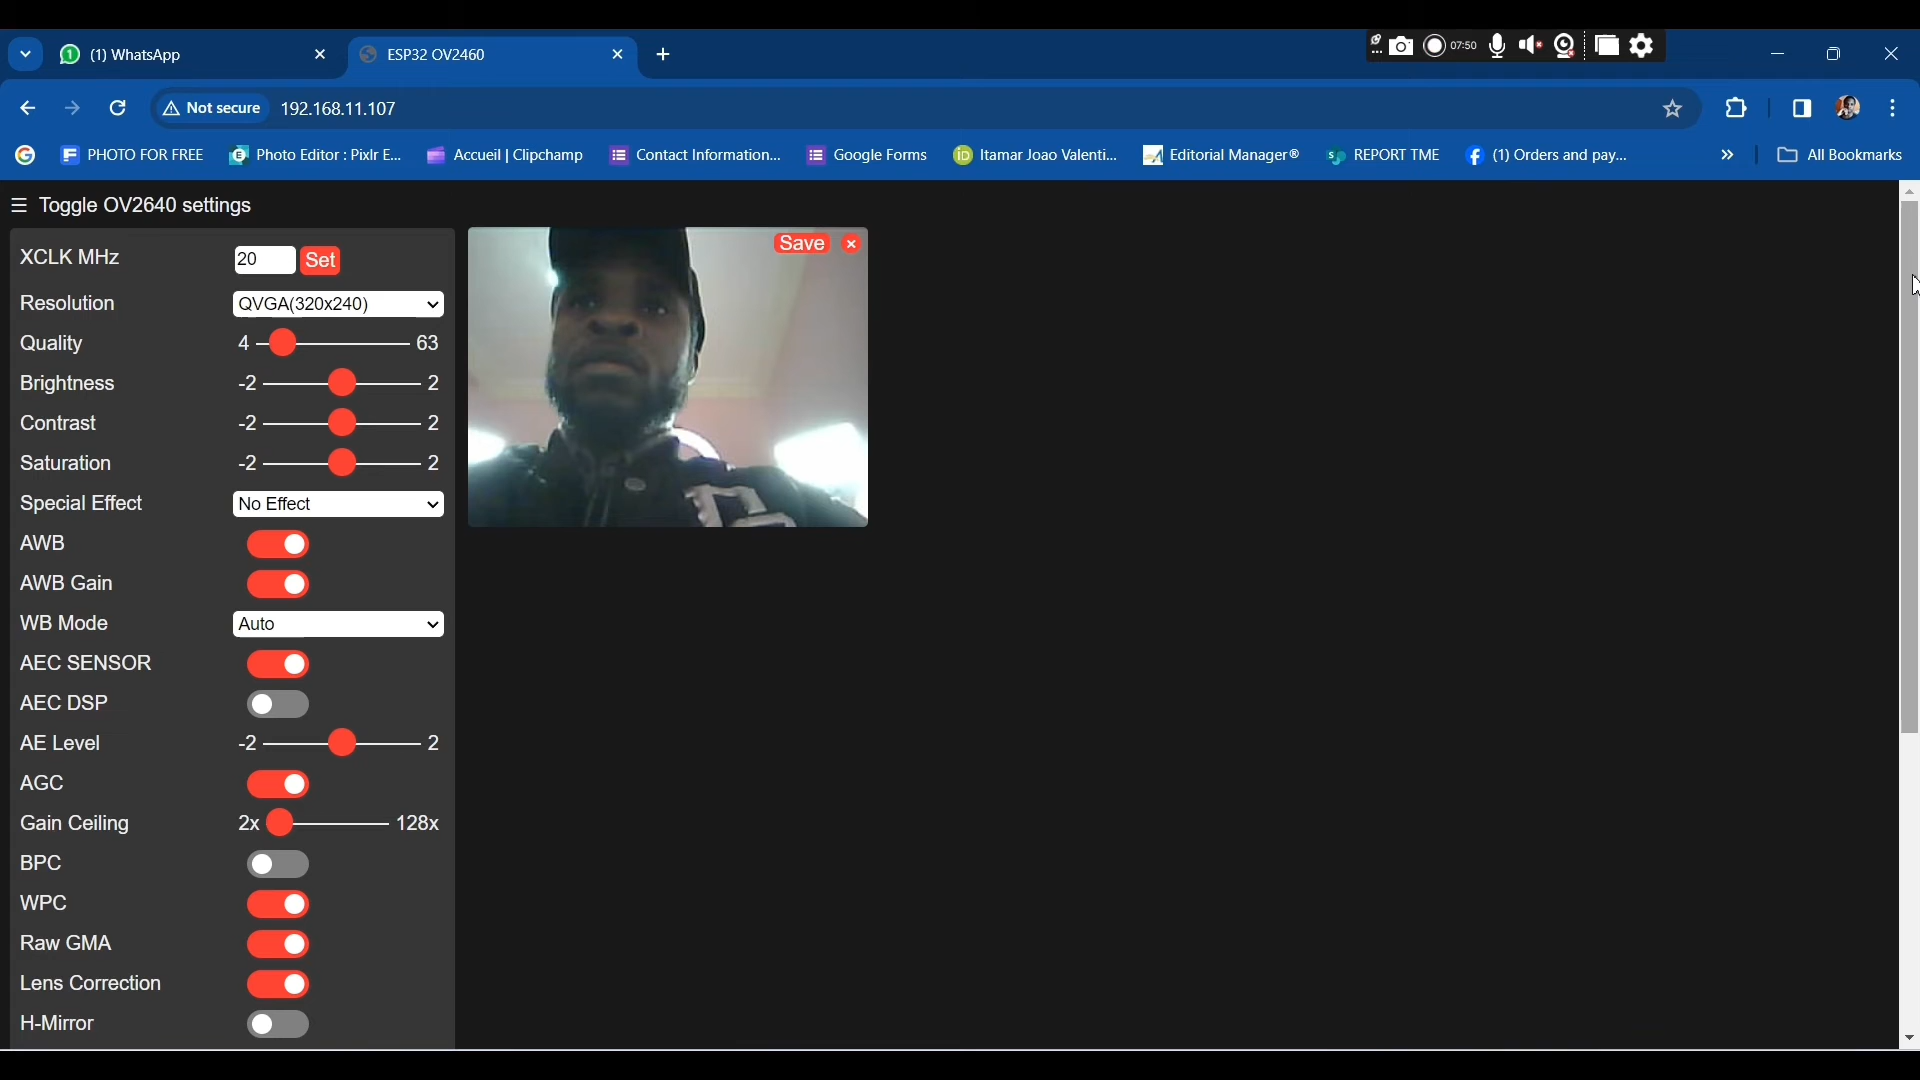 (1) WhatsApp
ESP32 OV2460
07:50
Not secure 192.168.11.107
PHOTO FOR FREE Photo Editor : Pixlr E... Accueil | Clipchamp Contact Information... Google Forms Itamar Joao Valenti... Editorial Manager® REPORT TME (1) Orders and pay... » All Bookmarks
☰ Toggle OV2640 settings
XCLK MHz 20 Set
Save ×
Resolution QVGA(320x240)
Quality 4 63
Brightness -2 2
Contrast -2 2
Saturation -2 2
Special Effect No Effect
AWB
AWB Gain
WB Mode Auto
AEC SENSOR
AEC DSP
AE Level -2 2
AGC
Gain Ceiling 2x 128x
BPC
WPC
Raw GMA
Lens Correction
H-Mirror